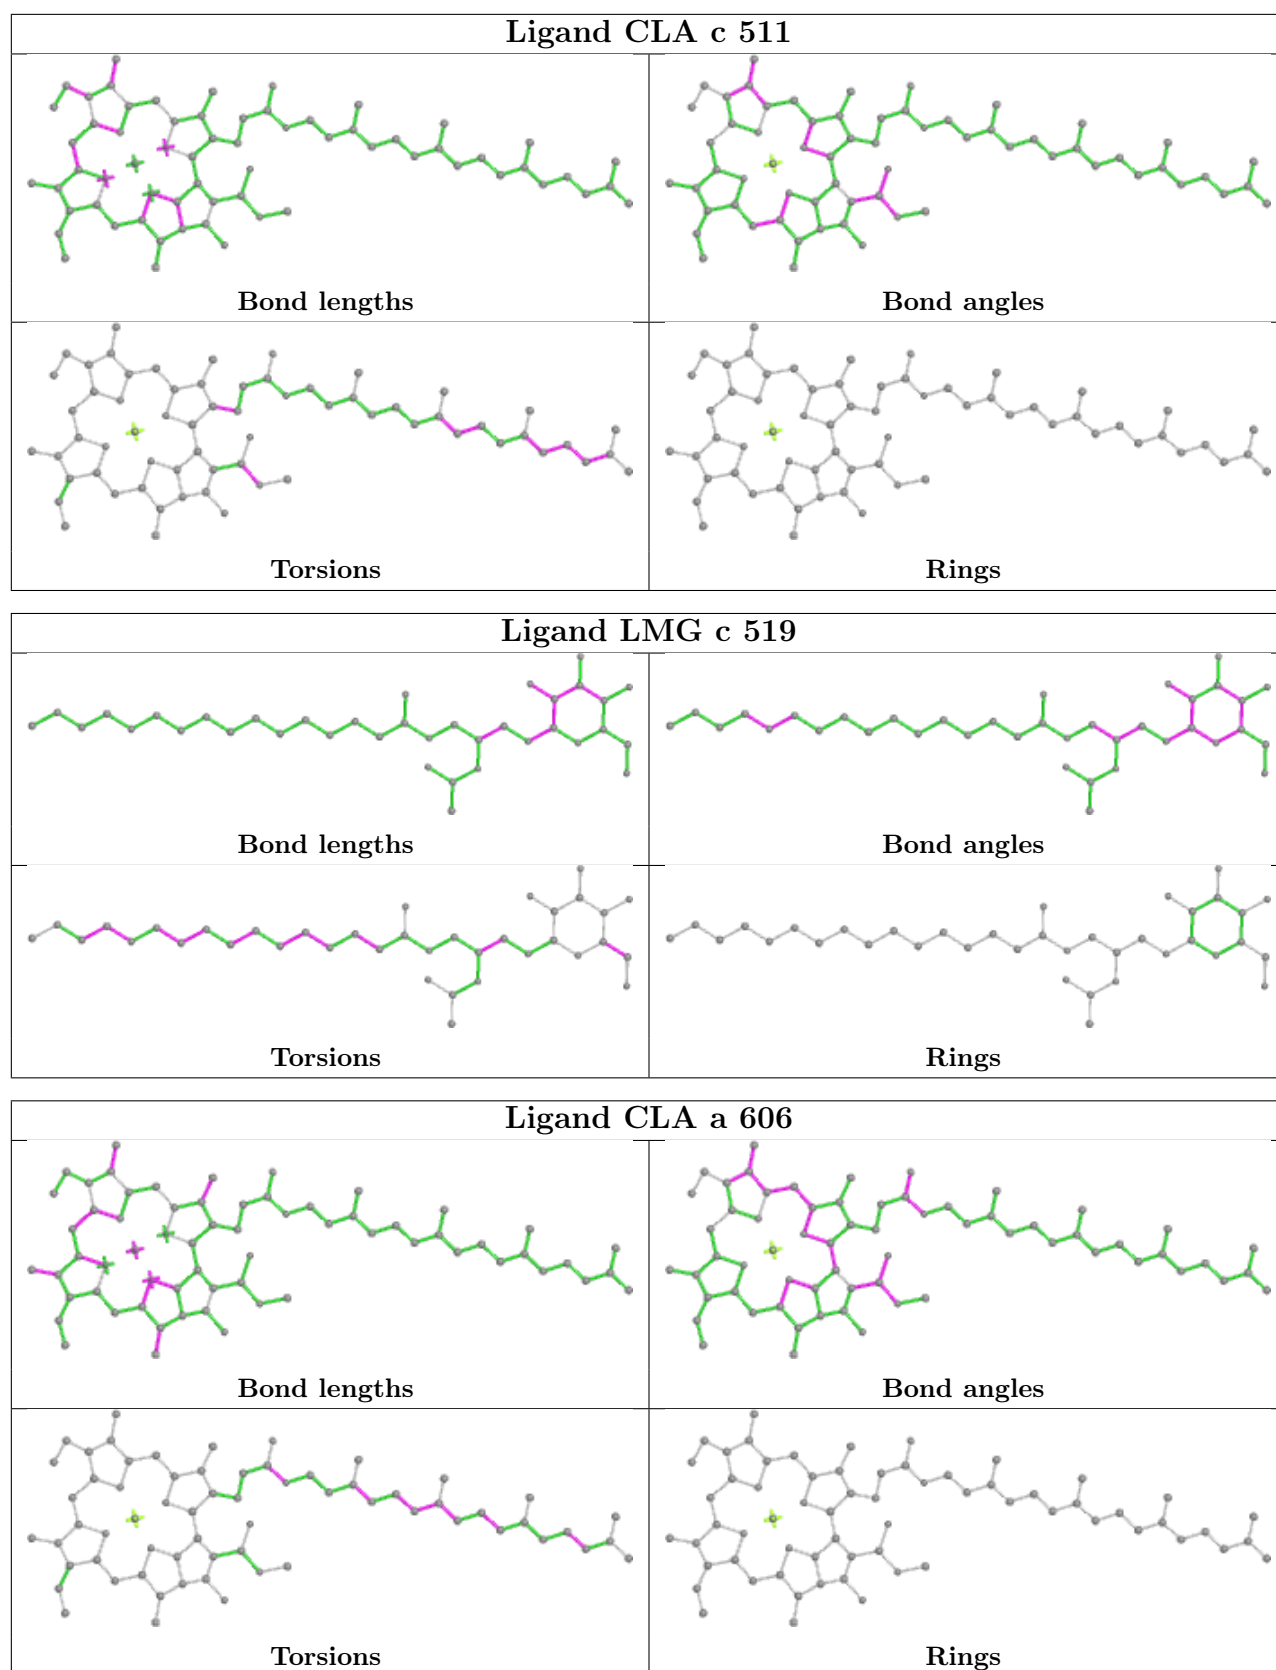 Ligand CLA c 511
Bond lengths
Bond angles
Torsions
Rings
Ligand LMG c 519
Bond lengths
Bond angles
Torsions
Rings
Ligand CLA a 606
Bond lengths
Bond angles
Torsions
Rings